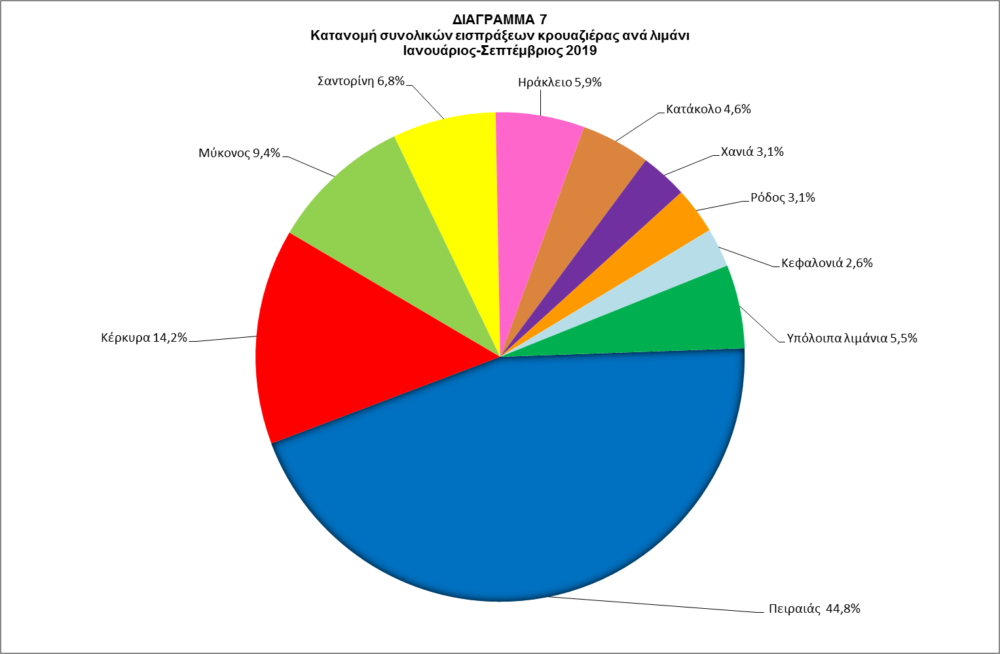 ΔΙΑΓΡΑΜΜΑ 7
Κατανομή συνολικών εισπράξεων κρουαζιέρας ανά λιμάνι
Ιανουάριος-Σεπτέμβριος 2019
Σαντορίνη 6,8%
Ηράκλειο 5,9%
Κατάκολο 4,6%
Μύκονος 9,4%
Χανιά 3,1%
Ρόδος 3,1%
Κεφαλονιά 2,6%
Κέρκυρα 14,2%
Υπόλοιπα λιμάνια 5,5%
Πειραιάς 44,8%